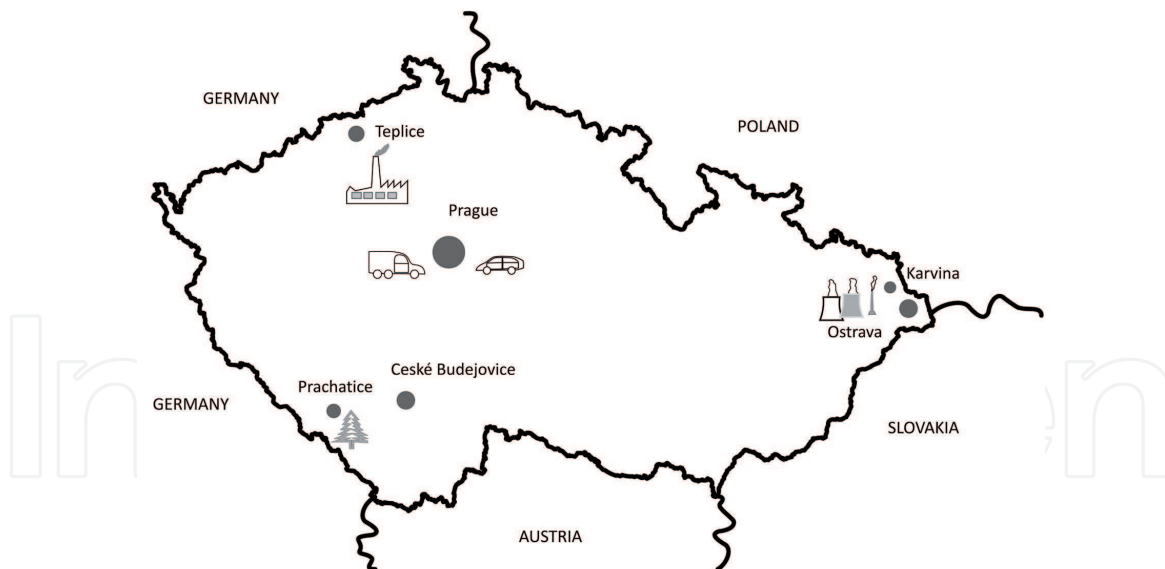 GERMANY
POLAND
Teplice
Prague
Karvina
Ostrava
Ceské Budejovice
Prachatice
GERMANY
SLOVAKIA
AUSTRIA